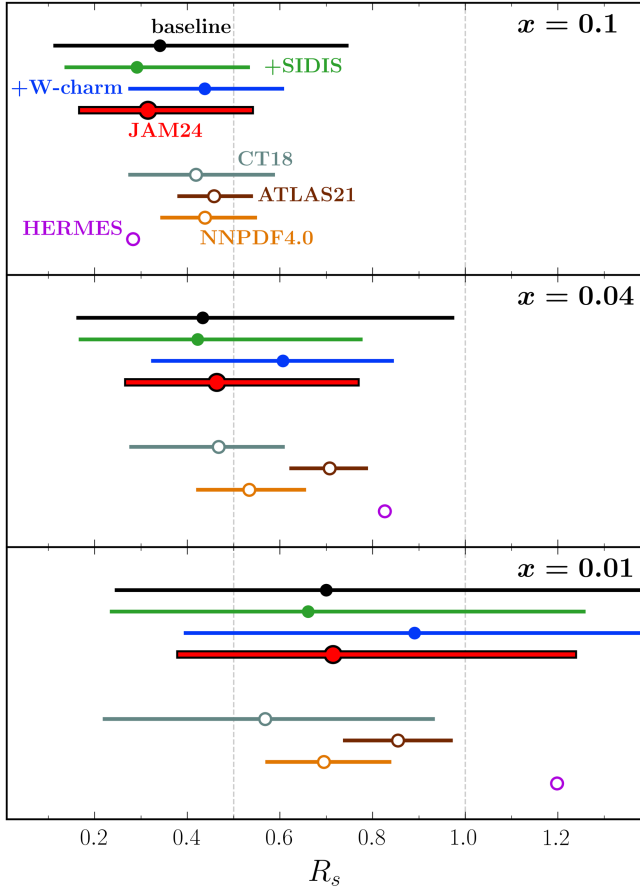 baseline
x = 0.1
+SIDIS
+W-charm
JAM24
CT18
ATLAS21
HERMES
NNPDF4.0
x = 0.04
x = 0.01
0.2 0.4 0.6 0.8 1.0 1.2
R_s